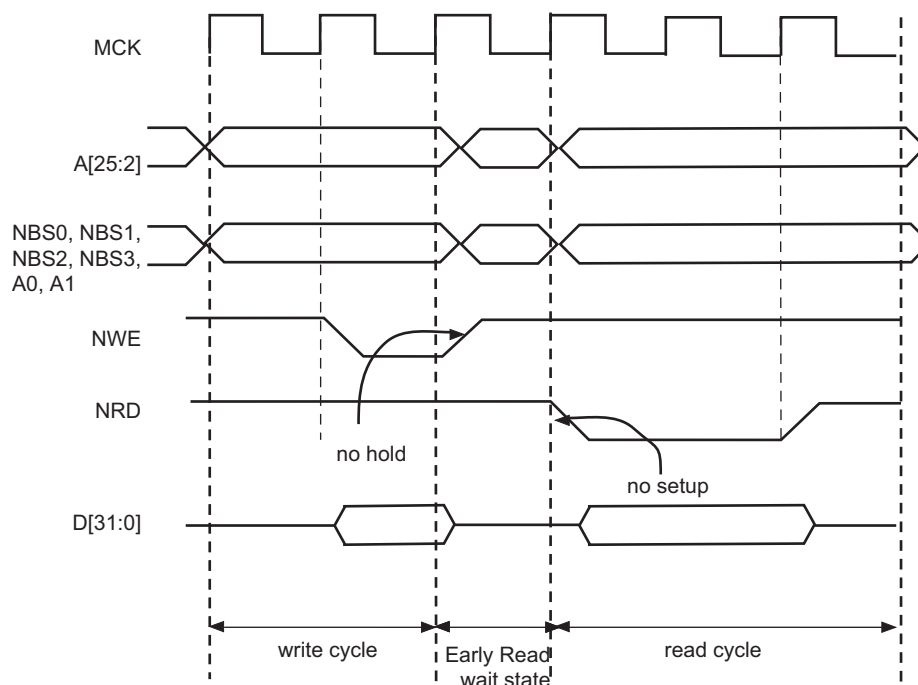 MCK
A[25:2]
NBS0, NBS1,
NBS2, NBS3,
A0, A1
NWE
NRD
no hold
no setup
D[31:0]
write cycle
Early Read
wait state
read cycle